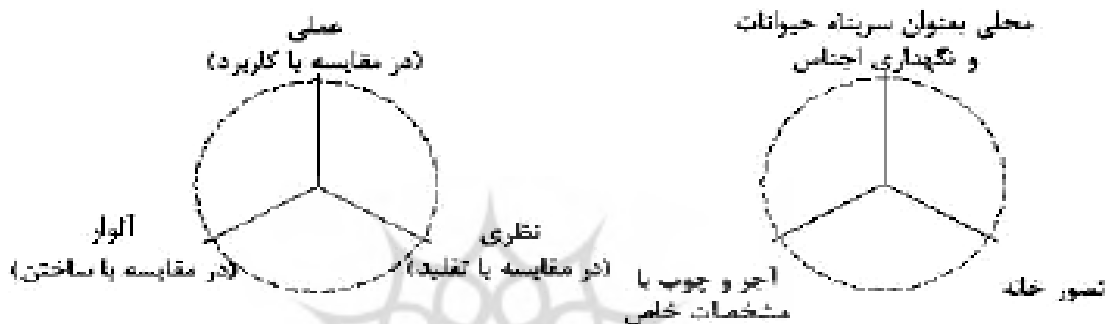 محلی بعنوان سرپناه حیوانات
و نگهداری اجناس
تصور خانه
آجر و چوب با
مشخصات خاص
عملی
(در مقایسه با کاربرد)
نظری
(در مقایسه با تقلید)
آلوار
(در مقایسه با ساختن)